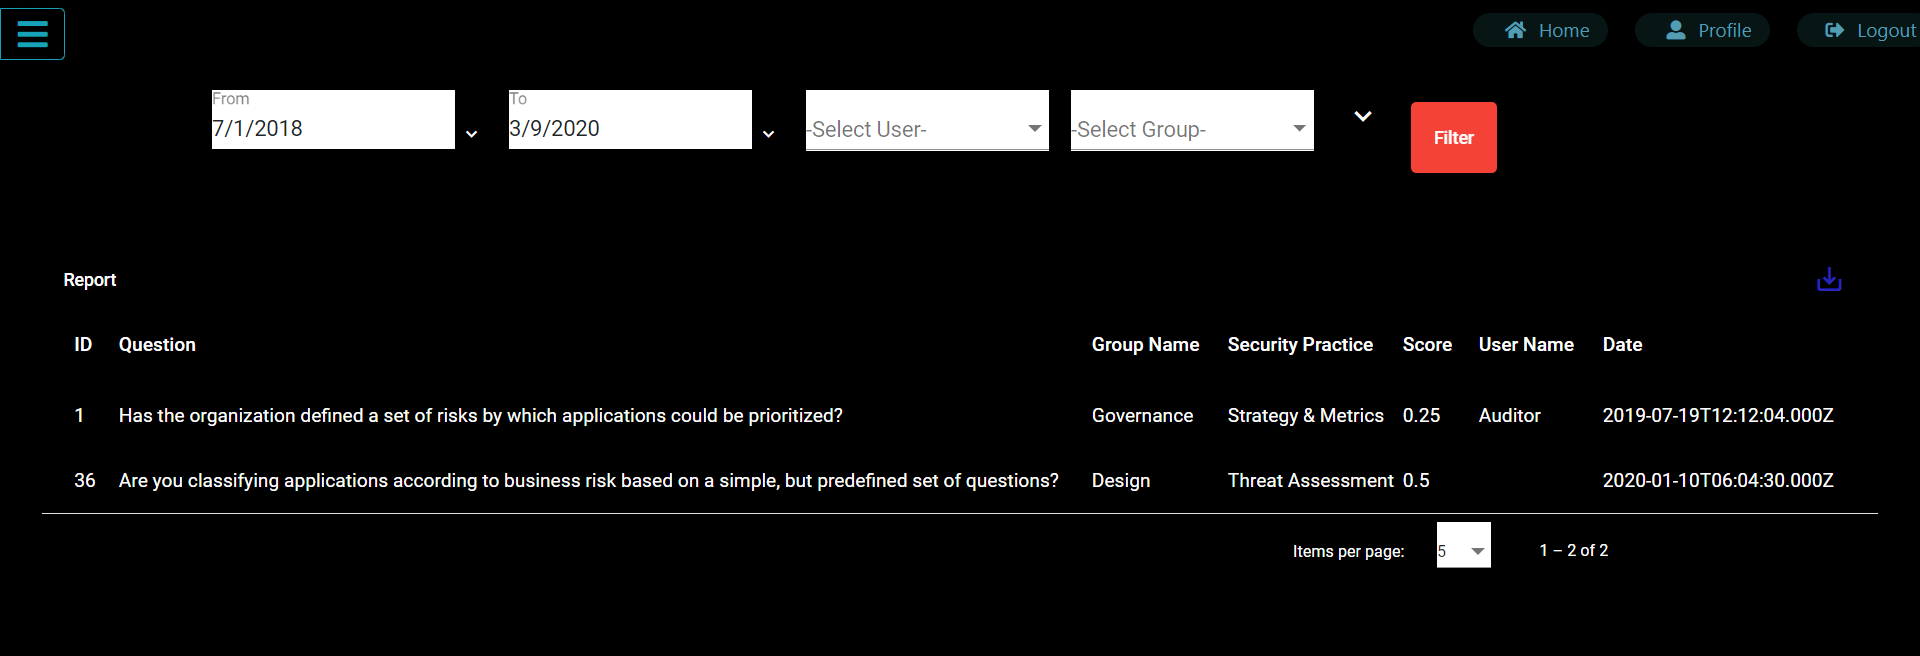 Home Profile Logout
From To
7/1/2018 3/9/2020 -Select User- -Select Group- Filter
Report
ID Question Group Name Security Practice Score User Name Date
1 Has the organization defined a set of risks by which applications could be prioritized? Governance Strategy & Metrics 0.25 Auditor 2019-07-19T12:12:04.000Z
36 Are you classifying applications according to business risk based on a simple, but predefined set of questions? Design Threat Assessment 0.5 2020-01-10T06:04:30.000Z
Items per page: 5 1 – 2 of 2